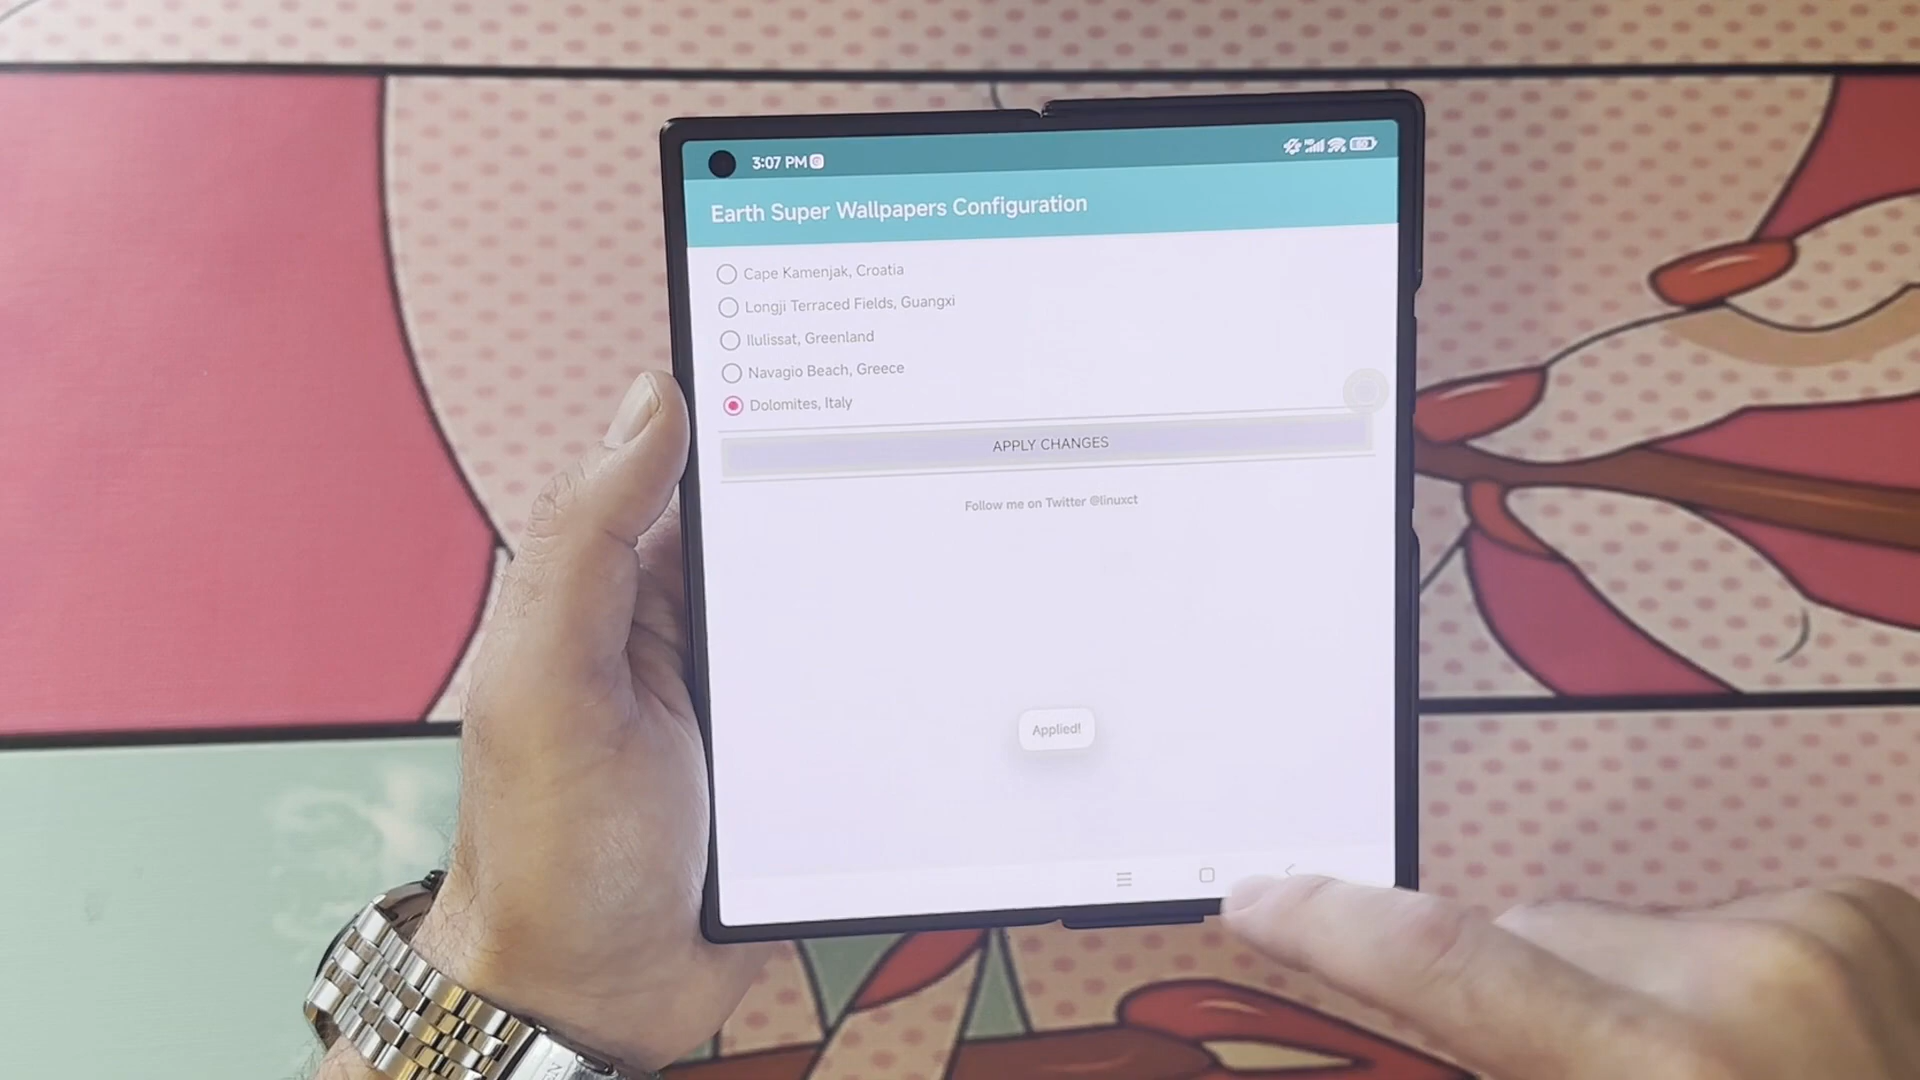 3:07 PM
Earth Super Wallpapers Configuration
Cape Kamenjak, Croatia
Longji Terraced Fields, Guangxi
Ilulissat, Greenland
Navagio Beach, Greece
Dolomites, Italy
APPLY CHANGES
Follow me on Twitter @linuxct
Applied!